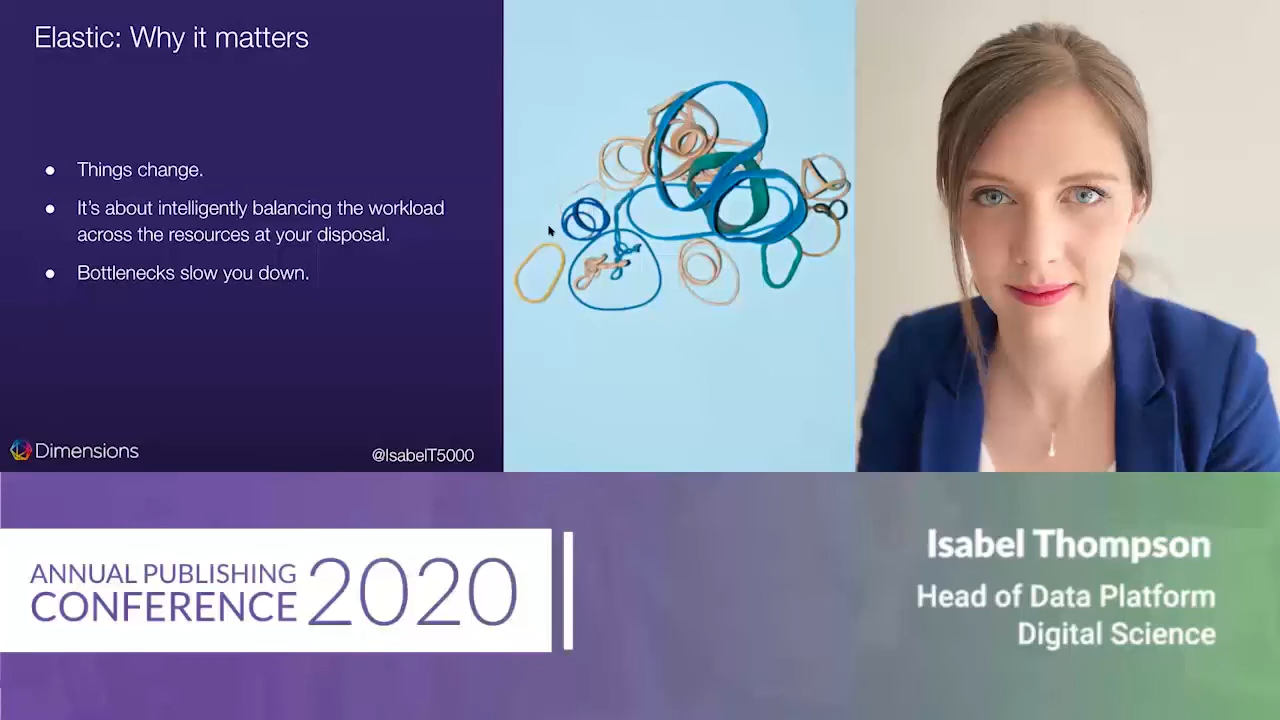 Elastic: Why it matters
● Things change.
● It's about intelligently balancing the workload
across the resources at your disposal.
● Bottlenecks slow you down.
Dimensions
@IsabelT5000
ANNUAL PUBLISHING
CONFERENCE 2020
Isabel Thompson
Head of Data Platform
Digital Science